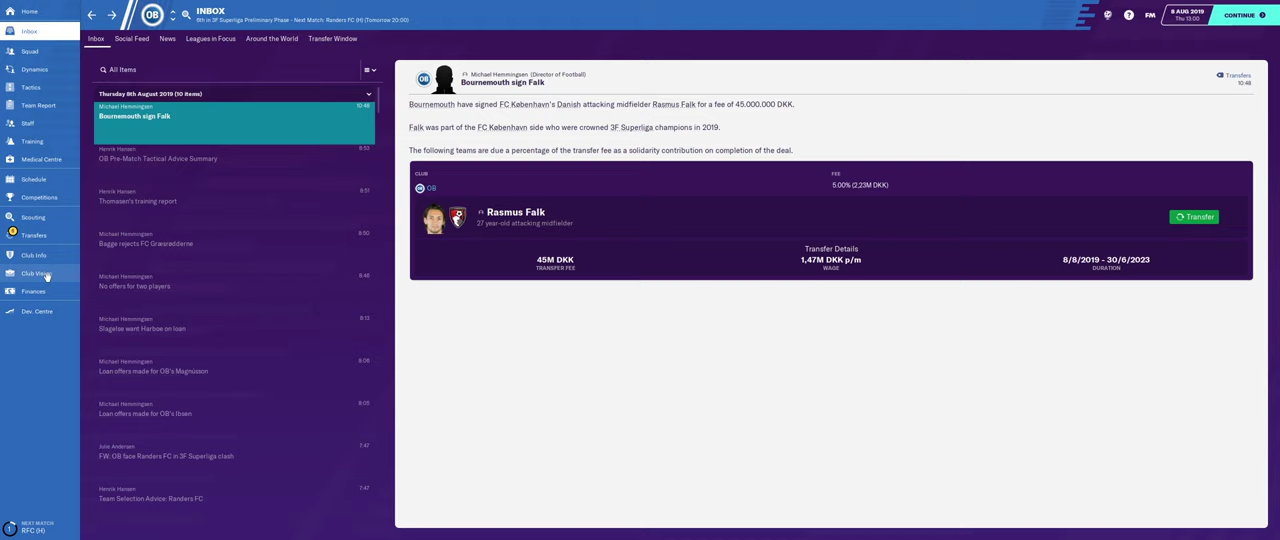 Home
Inbox
Squad
Dynamics
Tactics
Team Report
Staff
Training
Medical Centre
Schedule
Competitions
Scouting
Transfers
Club Info
Club Vision
Finances
Dev. Centre
NEXT MATCH
RFC (H)
OB
INBOX
8th in 3F Superliga Preliminary Phase - Next Match: Randers FC (H) (Tomorrow 20:00)
FM
8 AUG 2019
Thu 13:00
CONTINUE
Inbox Social Feed News Leagues in Focus Around the World Transfer Window
All Items
Thursday 8th August 2019 (10 items)
Michael Hemmingsen 10:48
Bournemouth sign Falk
Henrik Hansen 8:53
OB Pre-Match Tactical Advice Summary
Henrik Hansen 8:51
Thomasen's training report
Michael Hemmingsen 8:50
Bagge rejects FC Græsrødderne
Michael Hemmingsen 8:46
No offers for two players
Michael Hemmingsen 8:13
Slagelse want Harboe on loan
Michael Hemmingsen 8:08
Loan offers made for OB's Magnússon
Michael Hemmingsen 8:05
Loan offers made for OB's Ibsen
Julie Andersen 7:47
FW: OB face Randers FC in 3F Superliga clash
Henrik Hansen 7:47
Team Selection Advice: Randers FC
OB
Michael Hemmingsen (Director of Football)
Bournemouth sign Falk
Transfers
10:48
Bournemouth have signed FC København's Danish attacking midfielder Rasmus Falk for a fee of 45.000.000 DKK.
Falk was part of the FC København side who were crowned 3F Superliga champions in 2019.
The following teams are due a percentage of the transfer fee as a solidarity contribution on completion of the deal.
CLUB FEE
OB 5.00% (2,23M DKK)
Rasmus Falk
27 year-old attacking midfielder
Transfer
Transfer Details
45M DKK 1,47M DKK p/m 8/8/2019 - 30/6/2023
TRANSFER FEE WAGE DURATION